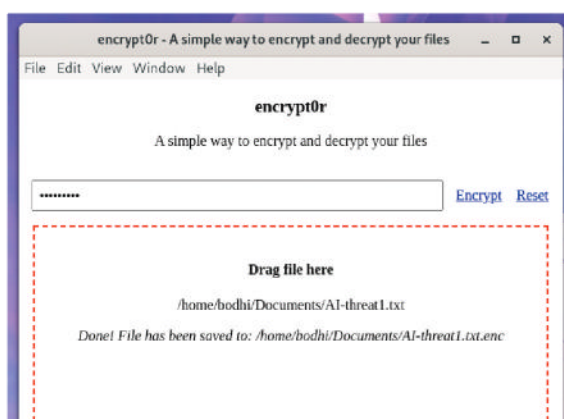 encrypt0r - A simple way to encrypt and decrypt your files
File Edit View Window Help
encrypt0r
A simple way to encrypt and decrypt your files
•••••••••
Encrypt Reset
Drag file here
/home/bodhi/Documents/AI-threat1.txt
Done! File has been saved to: /home/bodhi/Documents/AI-threat1.txt.enc